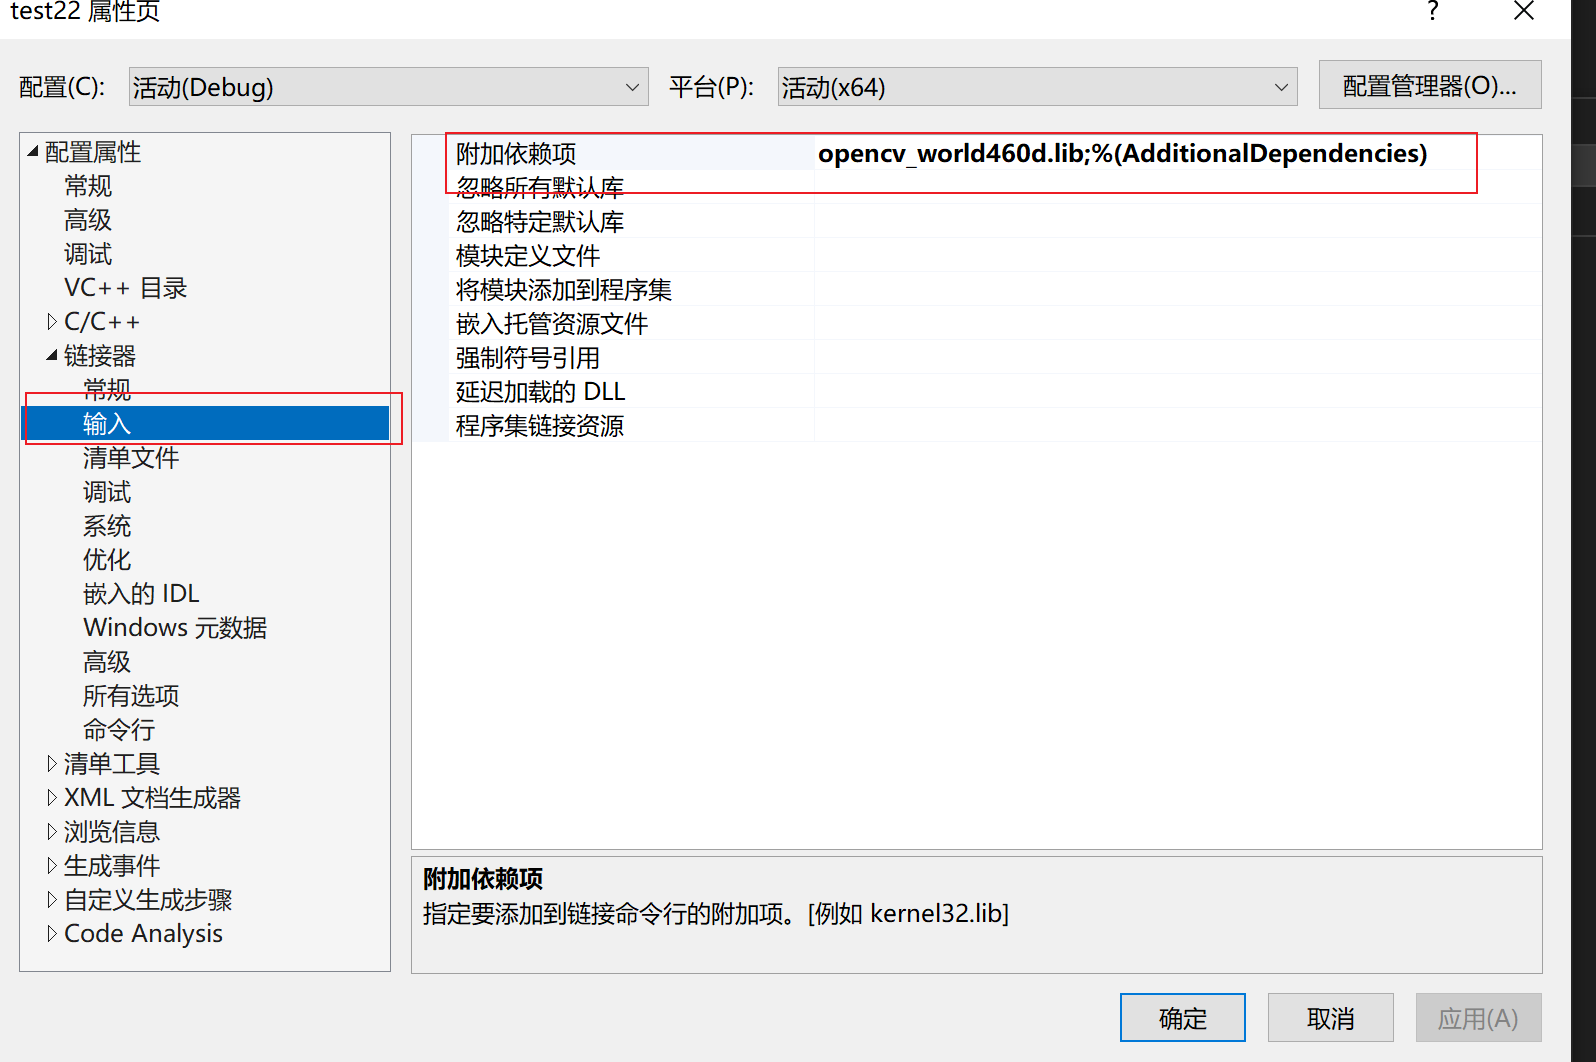 test22 属性页
?
配置(C): 活动(Debug) 平台(P): 活动(x64) 配置管理器(O)...
配置属性
常规
高级
调试
VC++ 目录
C/C++
链接器
常规
输入
清单文件
调试
系统
优化
嵌入的 IDL
Windows 元数据
高级
所有选项
命令行
清单工具
XML 文档生成器
浏览信息
生成事件
自定义生成步骤
Code Analysis
附加依赖项 opencv_world460d.lib;%(AdditionalDependencies)
忽略所有默认库
忽略特定默认库
模块定义文件
将模块添加到程序集
嵌入托管资源文件
强制符号引用
延迟加载的 DLL
程序集链接资源
附加依赖项
指定要添加到链接命令行的附加项。[例如 kernel32.lib]
确定 取消 应用(A)